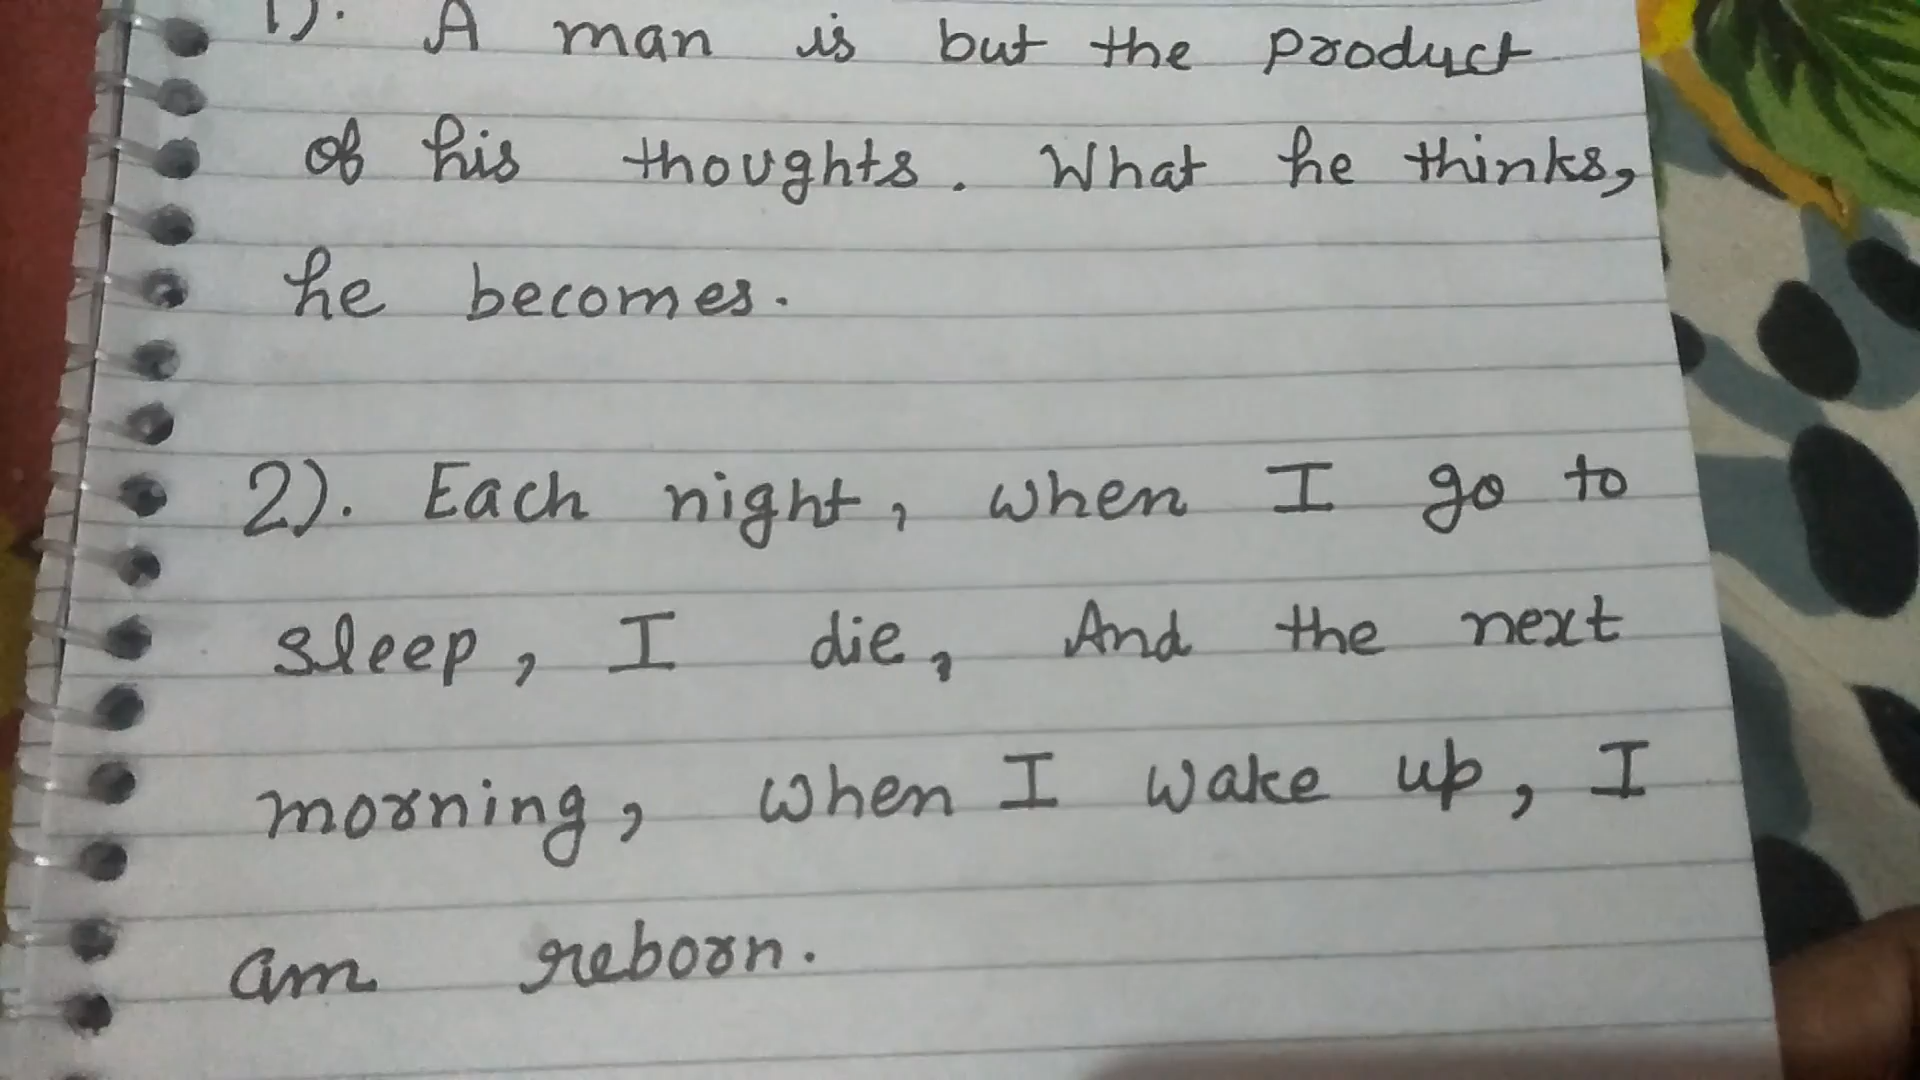 1). A man is but the product
of his thoughts. What he thinks,
he becomes.
2). Each night, when I go to
sleep, I die, And the next
morning, when I wake up, I
am reborn.